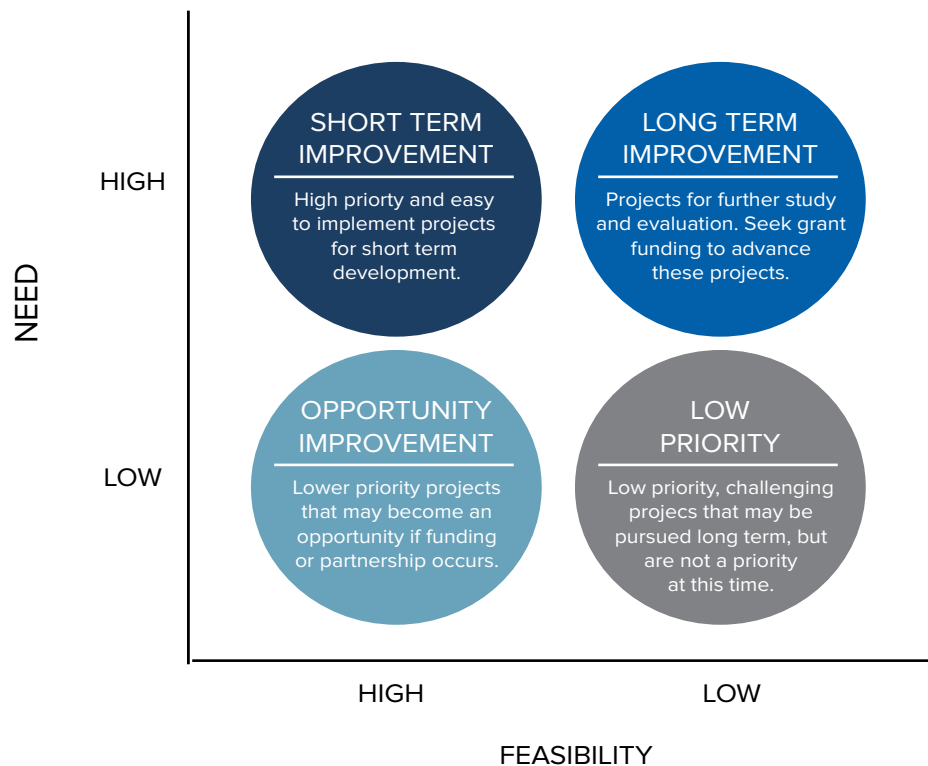 SHORT TERM
IMPROVEMENT
High priorty and easy
to implement projects
for short term
development.
LONG TERM
IMPROVEMENT
Projects for further study
and evaluation. Seek grant
funding to advance
these projects.
HIGH
NEED
OPPORTUNITY
IMPROVEMENT
Lower priority projects
that may become an
opportunity if funding
or partnership occurs.
LOW
PRIORITY
Low priority, challenging
projecs that may be
pursued long term, but
are not a priority
at this time.
LOW
HIGH
LOW
FEASIBILITY